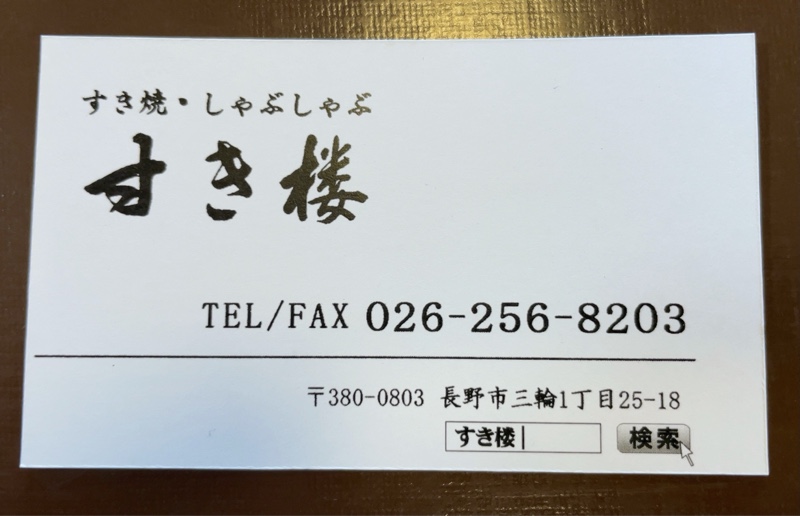 すき焼・しゃぶしゃぶ
すき楼
TEL/FAX 026-256-8203
〒380-0803 長野市三輪1丁目25-18
すき楼 検索